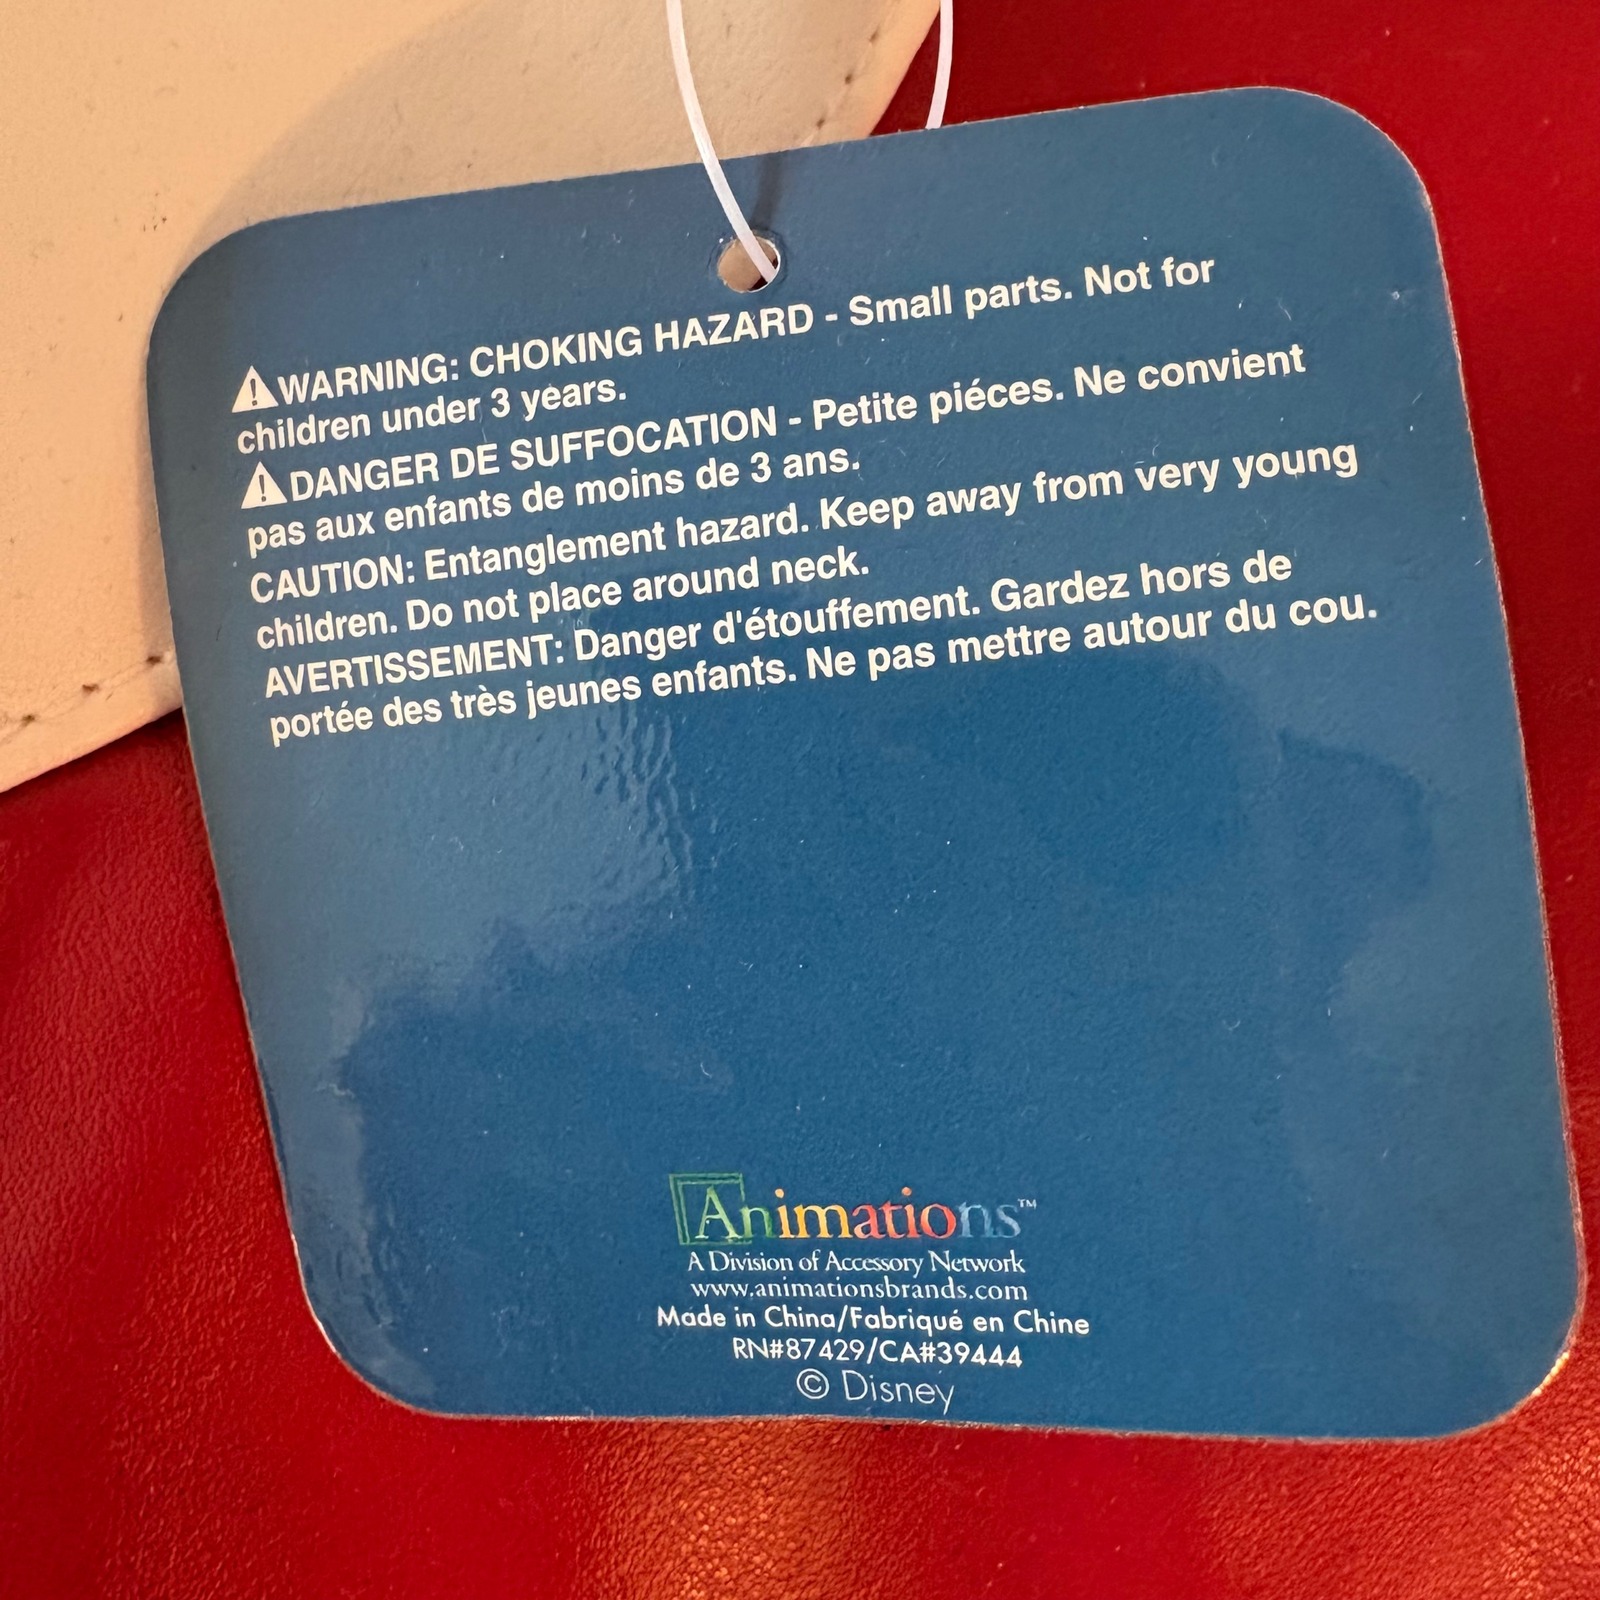 ⚠WARNING: CHOKING HAZARD - Small parts. Not for
children under 3 years.
⚠DANGER DE SUFFOCATION - Petite piéces. Ne convient
pas aux enfants de moins de 3 ans.
CAUTION: Entanglement hazard. Keep away from very young
children. Do not place around neck.
AVERTISSEMENT: Danger d'étouffement. Gardez hors de
portée des très jeunes enfants. Ne pas mettre autour du cou.
Animations™
A Division of Accessory Network
www.animationsbrands.com
Made in China/Fabriqué en Chine
RN#87429/CA#39444
© Disney